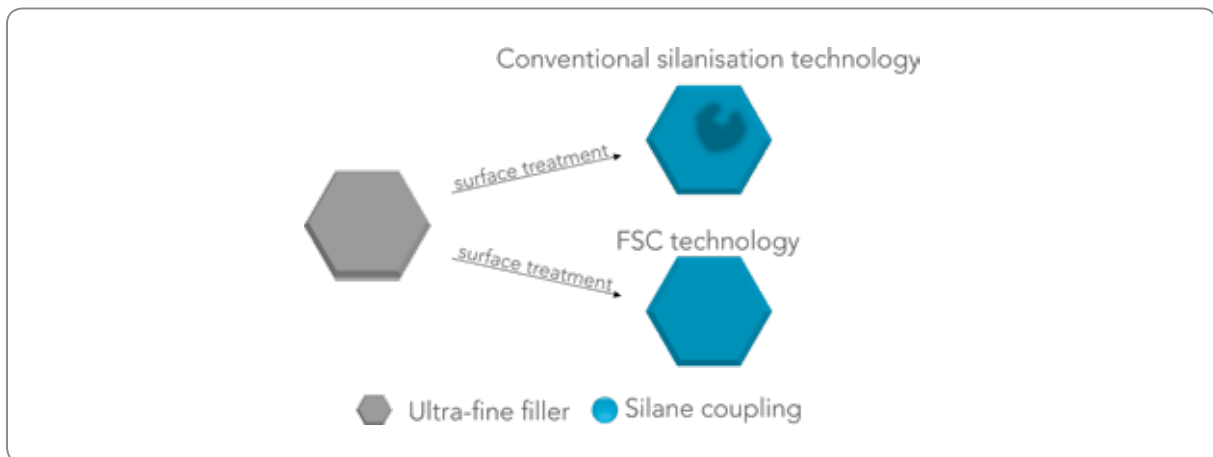 Conventional silanisation technology
surface treatment
FSC technology
surface treatment
Ultra-fine filler
Silane coupling